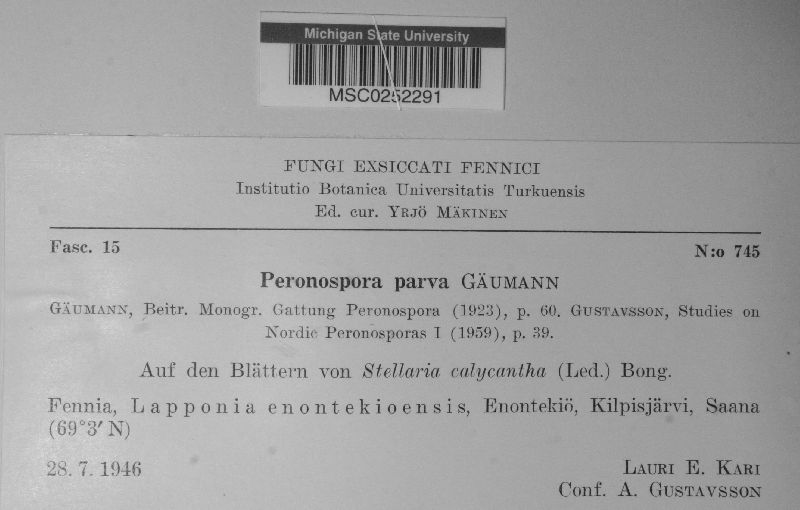 Michigan State University
MSC0252291
FUNGI EXSICCATI FENNICI
Institutio Botanica Universitatis Turkuensis
Ed. cur. YRJÖ MÄKINEN
Fasc. 15
N:o 745
Peronospora parva GÄUMANN
GÄUMANN, Beitr. Monogr. Gattung Peronospora (1923), p. 60. GUSTAVSSON, Studies on
Nordic Peronosporas I (1959), p. 39.
Auf den Blättern von Stellaria calycantha (Led.) Bong.
Fennia, Lapponia enontekioensis, Enontekiö, Kilpisjärvi, Saana
(69°3′ N)
28. 7. 1946
LAURI E. KARI
Conf. A. GUSTAVSSON